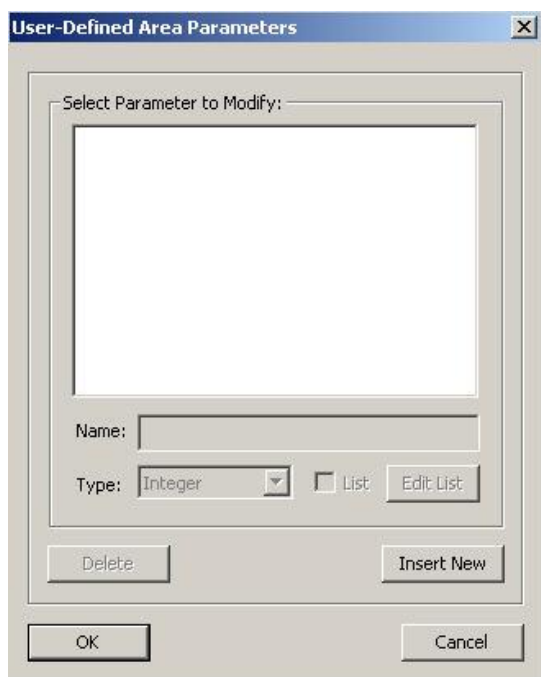 User-Defined Area Parameters
Select Parameter to Modify:
Name:
Type: Integer List Edit List
Delete Insert New
OK Cancel